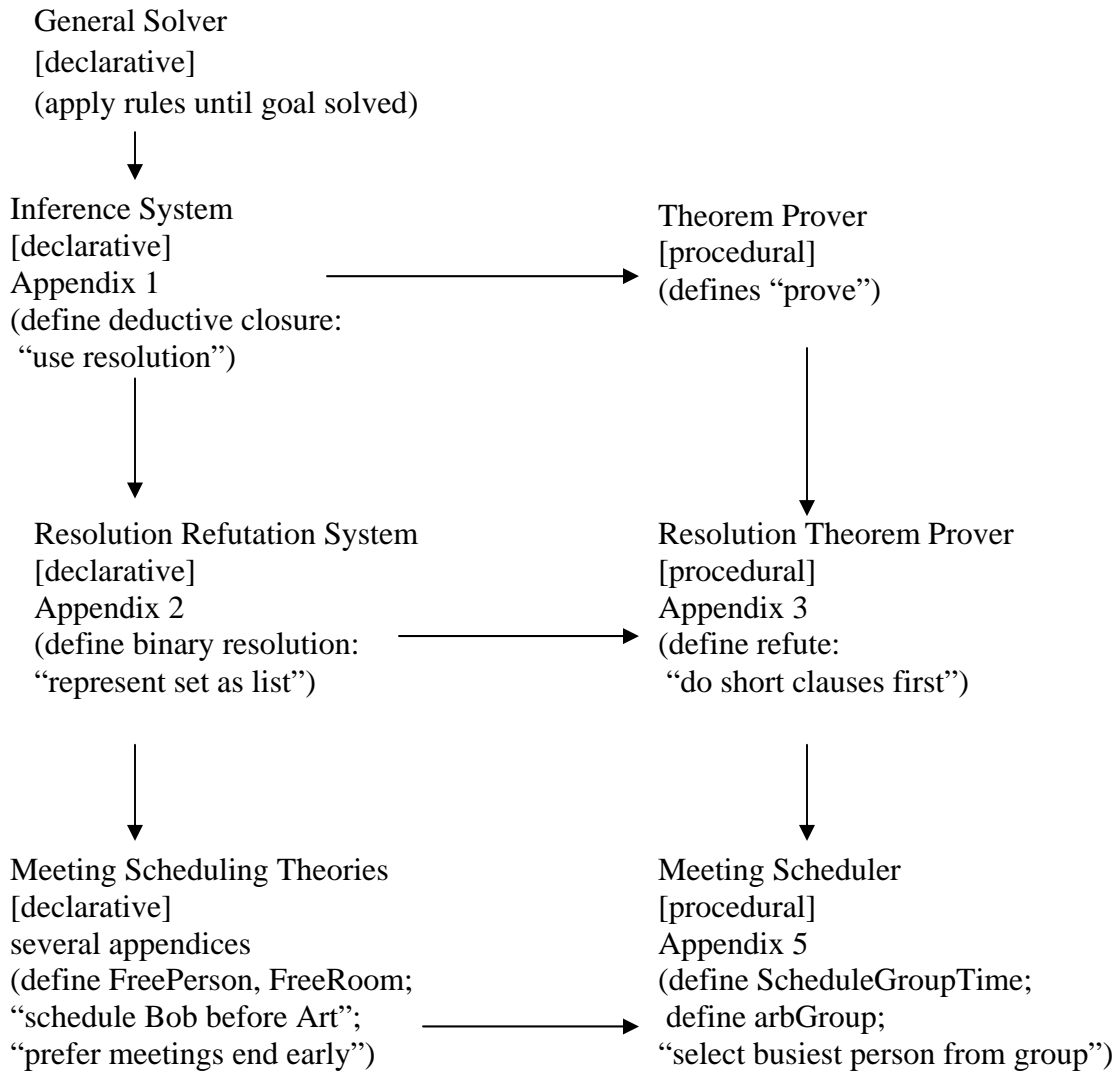 General Solver
[declarative]
(apply rules until goal solved)
Inference System
[declarative]
Appendix 1
(define deductive closure:
“use resolution”)
Theorem Prover
[procedural]
(defines “prove”)
Resolution Refutation System
[declarative]
Appendix 2
(define binary resolution:
“represent set as list”)
Resolution Theorem Prover
[procedural]
Appendix 3
(define refute:
“do short clauses first”)
Meeting Scheduling Theories
[declarative]
several appendices
(define FreePerson, FreeRoom;
“schedule Bob before Art”;
“prefer meetings end early”)
Meeting Scheduler
[procedural]
Appendix 5
(define ScheduleGroupTime;
define arbGroup;
“select busiest person from group”)